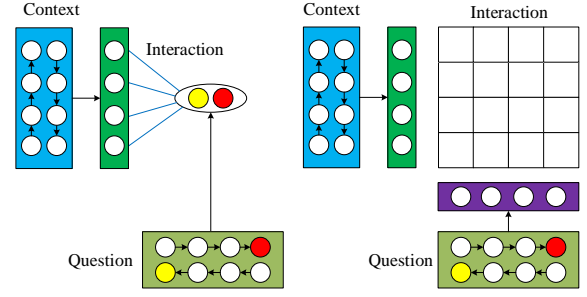 Context
Interaction
Question
Context
Interaction
Question